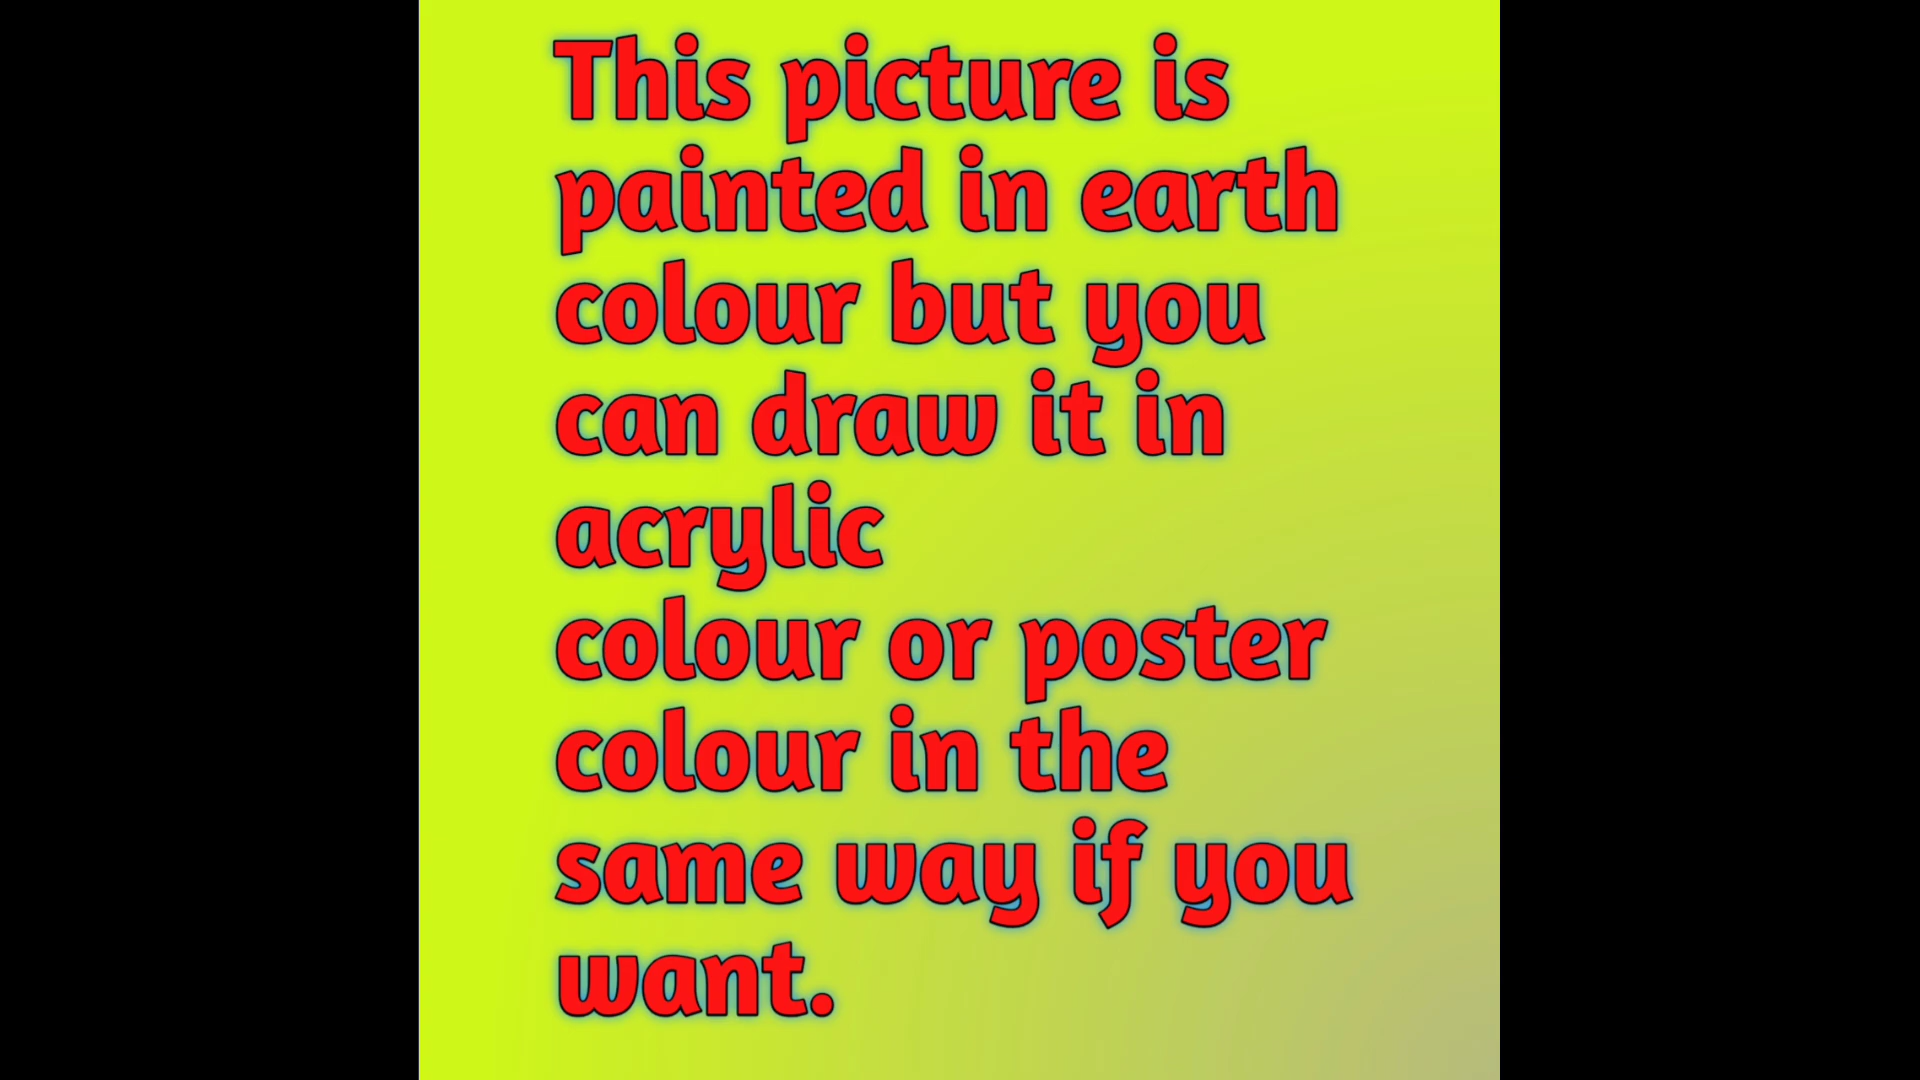 This picture is
painted in earth
colour but you
can draw it in
acrylic
colour or poster
colour in the
same way if you
want.